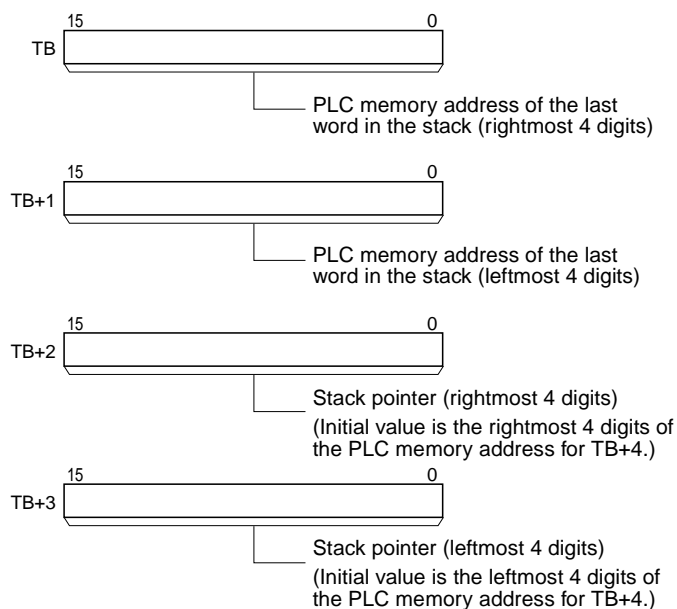 15 0
TB
PLC memory address of the last
word in the stack (rightmost 4 digits)
15 0
TB+1
PLC memory address of the last
word in the stack (leftmost 4 digits)
15 0
TB+2
Stack pointer (rightmost 4 digits)
(Initial value is the rightmost 4 digits of
the PLC memory address for TB+4.)
15 0
TB+3
Stack pointer (leftmost 4 digits)
(Initial value is the leftmost 4 digits of
the PLC memory address for TB+4.)